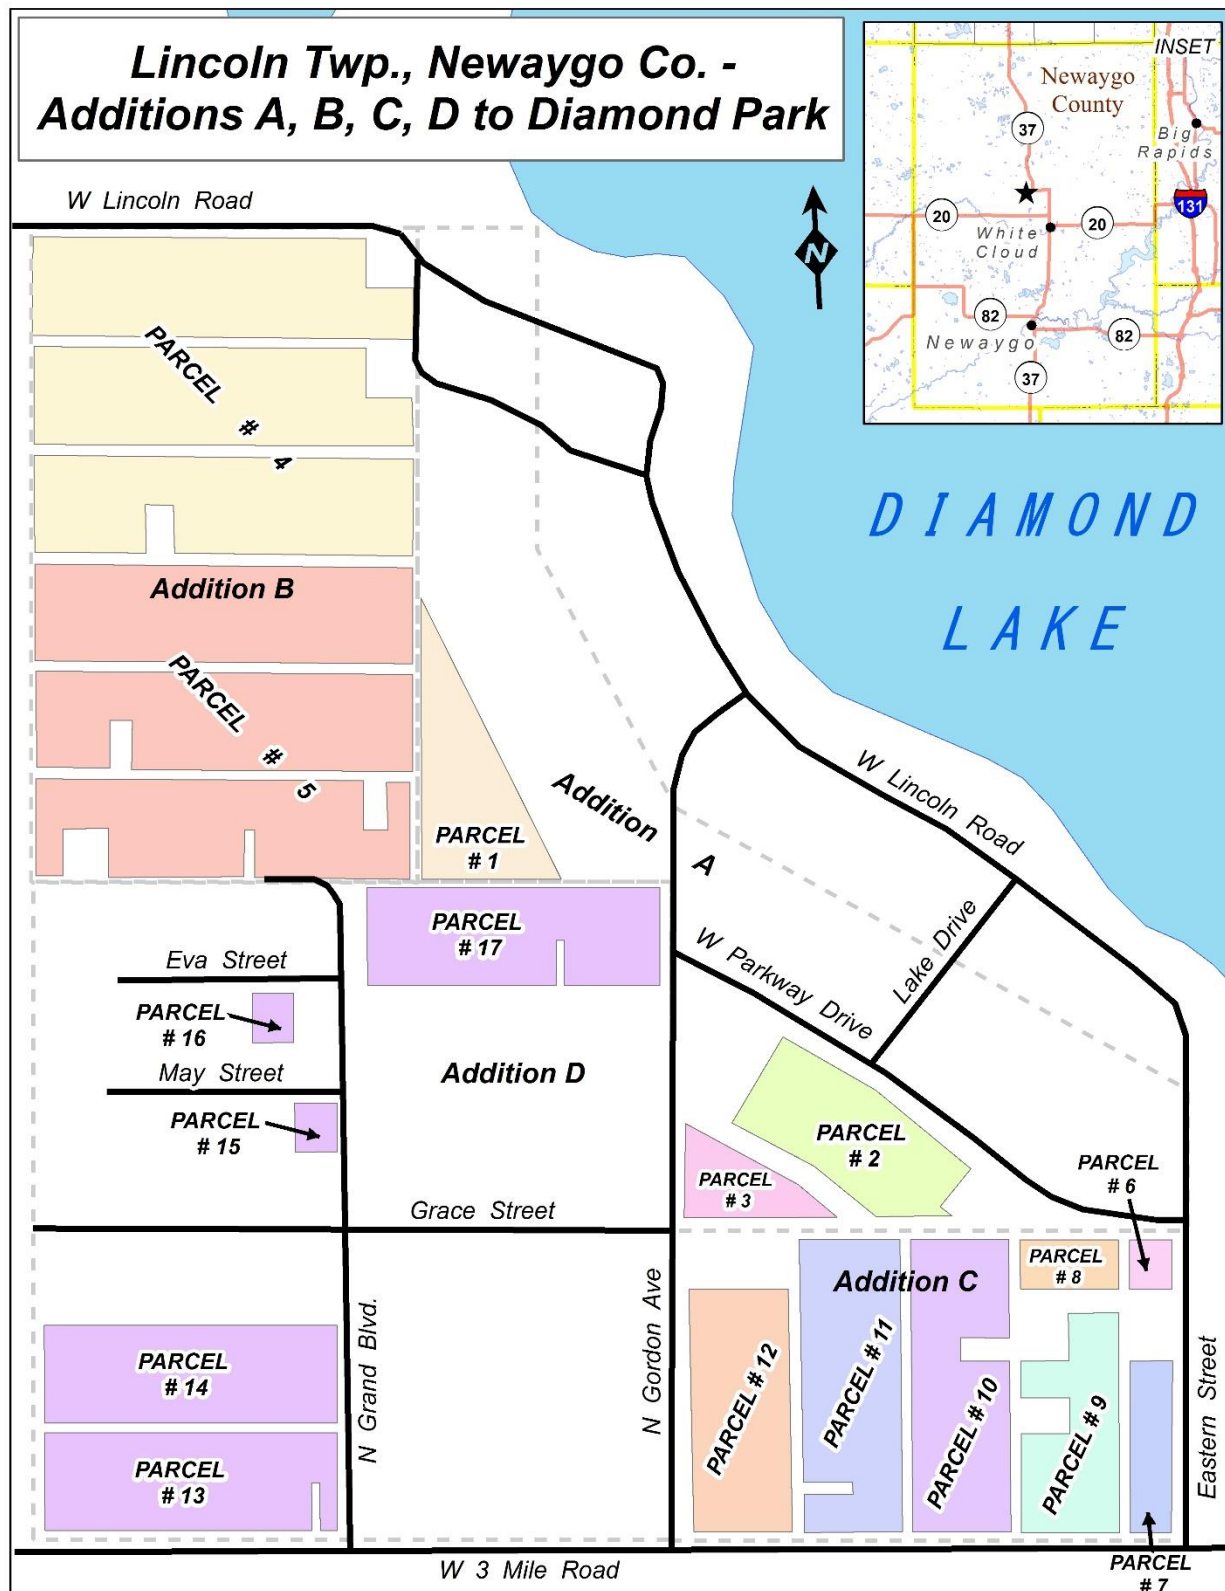 Lincoln Twp., Newaygo Co. -
Additions A, B, C, D to Diamond Park
INSET
Newaygo
County
37
Big
Rapids
131
20
20
White
Cloud
82
Newaygo
82
37
W Lincoln Road
N
PARCEL # 4
DIAMOND
LAKE
Addition B
PARCEL # 5
Addition A
W Lincoln Road
PARCEL
# 1
PARCEL
# 17
Lake Drive
W Parkway Drive
Eva Street
PARCEL
# 16
May Street
Addition D
PARCEL
# 15
PARCEL
# 2
PARCEL
# 3
PARCEL
# 6
Grace Street
PARCEL
# 8
Addition C
N Grand Blvd.
N Gordon Ave
PARCEL # 12
PARCEL # 11
PARCEL # 10
PARCEL # 9
Eastern Street
PARCEL
# 14
PARCEL
# 13
W 3 Mile Road
PARCEL
# 7